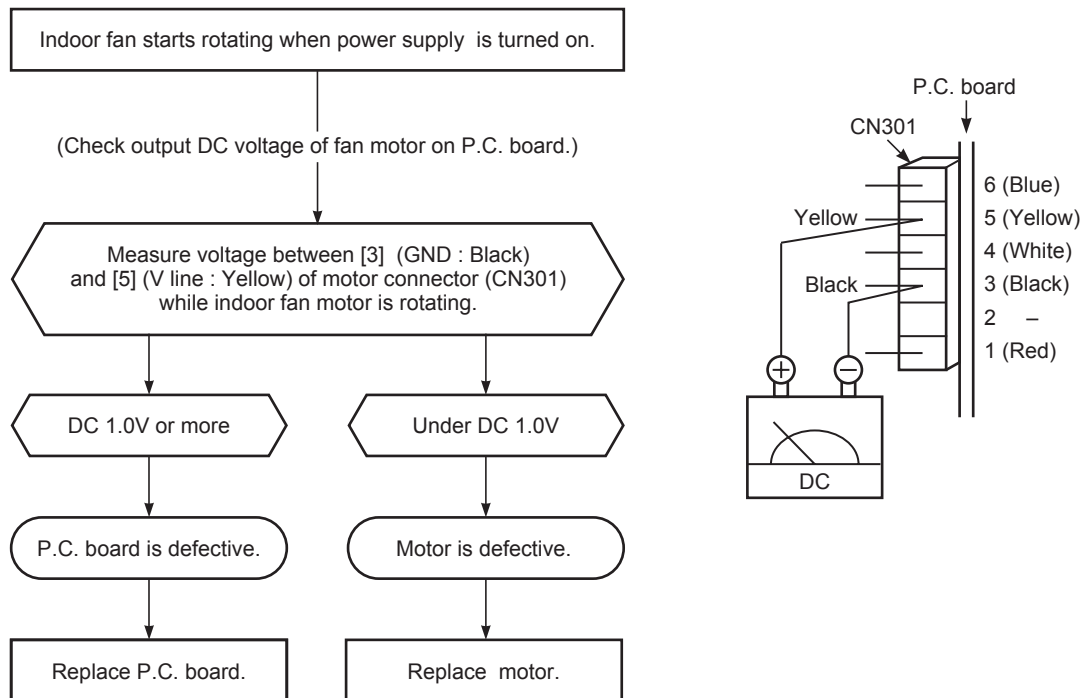 Indoor fan starts rotating when power supply is turned on.
(Check output DC voltage of fan motor on P.C. board.)
Measure voltage between [3] (GND : Black)
and [5] (V line : Yellow) of motor connector (CN301)
while indoor fan motor is rotating.
DC 1.0V or more
Under DC 1.0V
P.C. board is defective.
Motor is defective.
Replace P.C. board.
Replace motor.
P.C. board
CN301
6 (Blue)
Yellow
5 (Yellow)
4 (White)
Black
3 (Black)
2 –
1 (Red)
+
–
DC